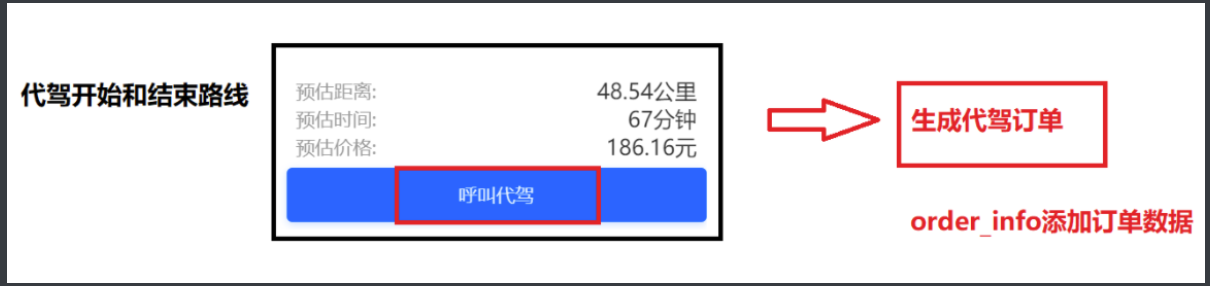 代驾开始和结束路线
预估距离: 48.54公里
预估时间: 67分钟
预估价格: 186.16元
呼叫代驾
生成代驾订单
order_info添加订单数据